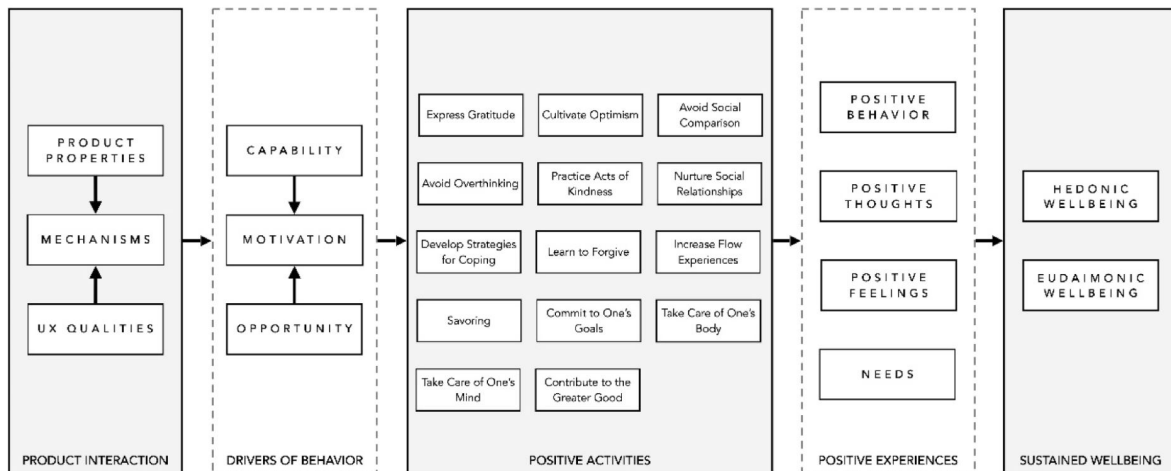 PRODUCT
PROPERTIES
MECHANISMS
UX QUALITIES
PRODUCT INTERACTION
CAPABILITY
MOTIVATION
OPPORTUNITY
DRIVERS OF BEHAVIOR
Express Gratitude
Cultivate Optimism
Avoid Social
Comparison
Avoid Overthinking
Practice Acts of
Kindness
Nurture Social
Relationships
Develop Strategies
for Coping
Learn to Forgive
Increase Flow
Experiences
Savoring
Commit to One's
Goals
Take Care of One's
Body
Take Care of One's
Mind
Contribute to the
Greater Good
POSITIVE ACTIVITIES
POSITIVE
BEHAVIOR
POSITIVE
THOUGHTS
POSITIVE
FEELINGS
NEEDS
POSITIVE EXPERIENCES
HEDONIC
WELLBEING
EUDAIMONIC
WELLBEING
SUSTAINED WELLBEING